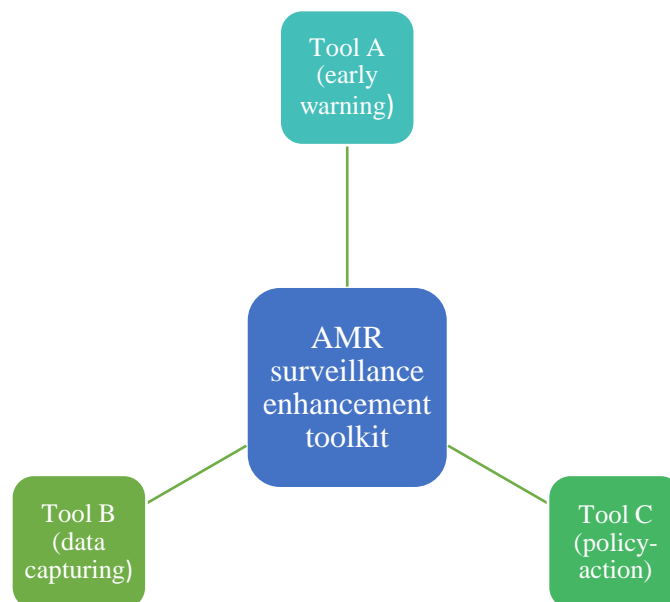 Tool A
(early
warning)
AMR
surveillance
enhancement
toolkit
Tool B
(data
capturing)
Tool C
(policy-
action)